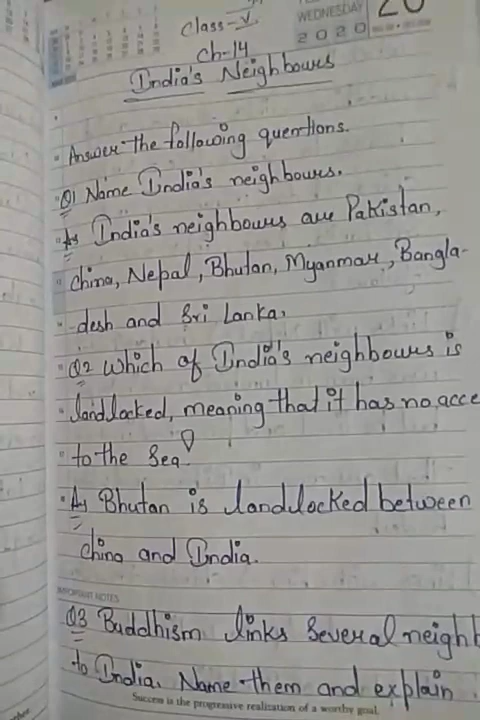 WEDNESDAY
2020
Class-V
Ch-14
India's Neighbours
Answer the following questions.
Q1 Name India's neighbours.
As India's neighbours are Pakistan,
China, Nepal, Bhutan, Myanmar, Bangla-
desh and Sri Lanka.
Q2 Which of India's neighbours is
landlocked, meaning that it has no acce
to the Sea?
As Bhutan is landlocked between
China and India.
IMPORTANT NOTES
Q3 Buddhism links Several neigh
to India. Name them and explain.
Success is the progressive realization of a worthy goal.